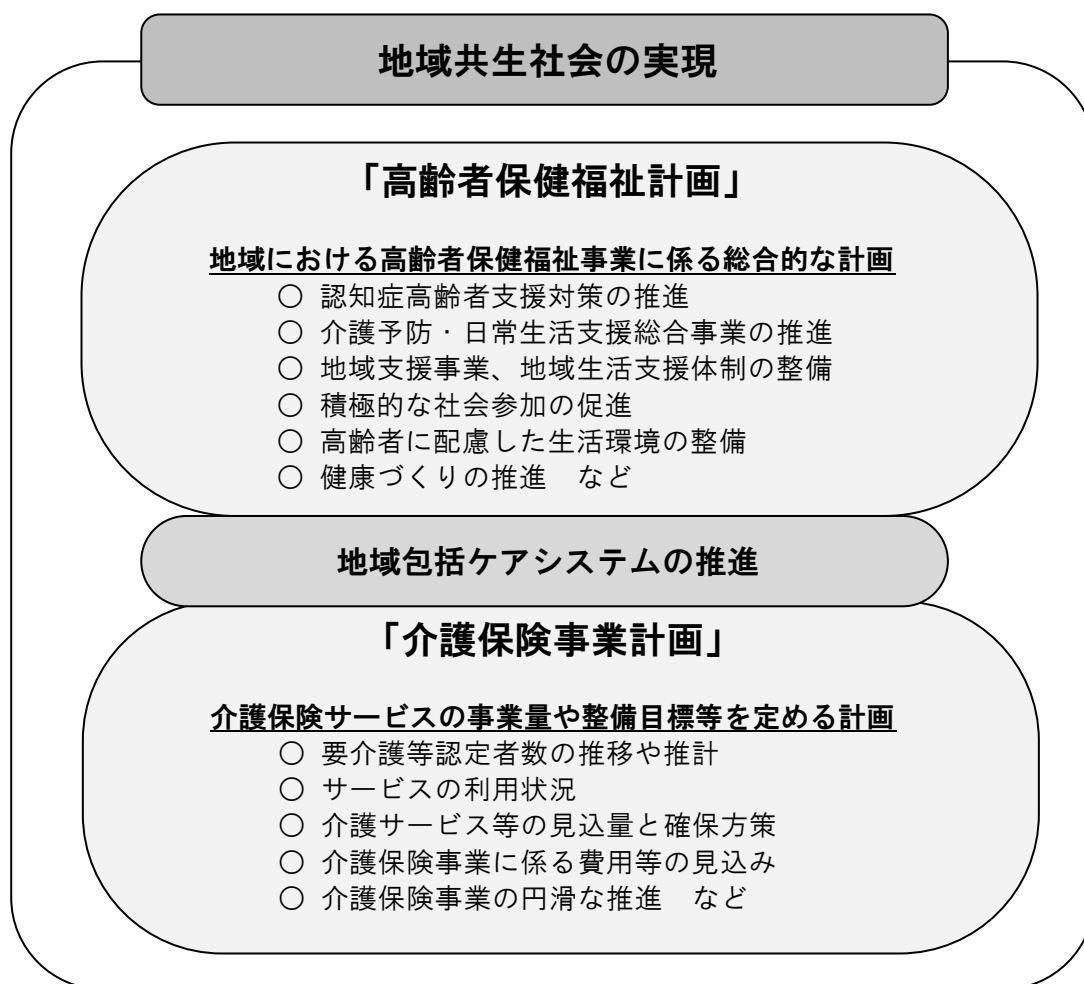 地域共生社会の実現
「高齢者保健福祉計画」
地域における高齢者保健福祉事業に係る総合的な計画
○ 認知症高齢者支援対策の推進
○ 介護予防・日常生活支援総合事業の推進
○ 地域支援事業、地域生活支援体制の整備
○ 積極的な社会参加の促進
○ 高齢者に配慮した生活環境の整備
○ 健康づくりの推進　など
地域包括ケアシステムの推進
「介護保険事業計画」
介護保険サービスの事業量や整備目標等を定める計画
○ 要介護等認定者数の推移や推計
○ サービスの利用状況
○ 介護サービス等の見込量と確保方策
○ 介護保険事業に係る費用等の見込み
○ 介護保険事業の円滑な推進　など